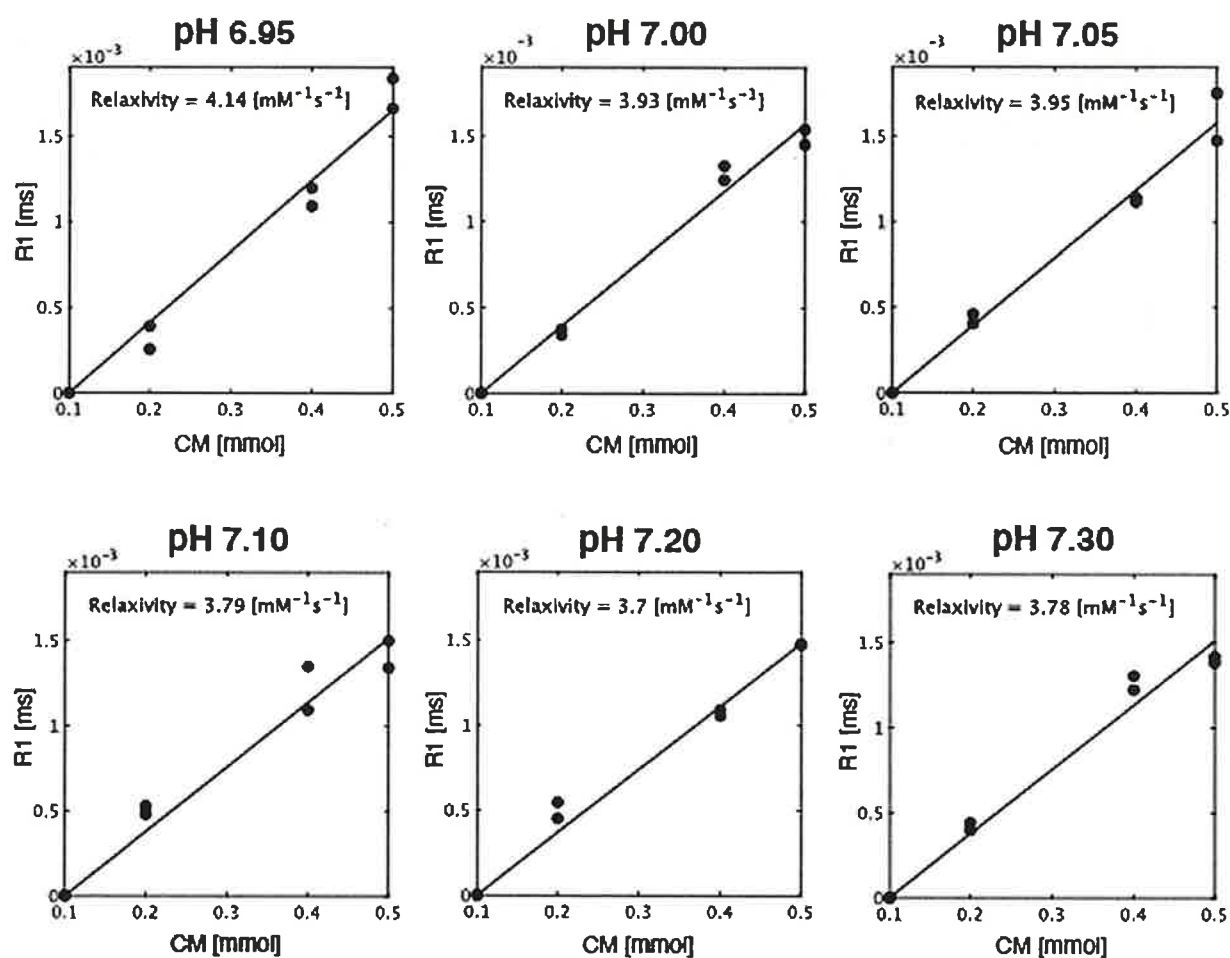 pH 6.95
×10⁻³
Relaxivity = 4.14 [mM⁻¹s⁻¹]
1.5
1
0.5
0
R1 [ms]
0.1 0.2 0.3 0.4 0.5
CM [mmol]
pH 7.00
×10⁻³
Relaxivity = 3.93 [mM⁻¹s⁻¹]
1.5
1
0.5
0
R1 [ms]
0.1 0.2 0.3 0.4 0.5
CM [mmol]
pH 7.05
×10⁻³
Relaxivity = 3.95 [mM⁻¹s⁻¹]
1.5
1
0.5
0
R1 [ms]
0.1 0.2 0.3 0.4 0.5
CM [mmol]
pH 7.10
×10⁻³
Relaxivity = 3.79 [mM⁻¹s⁻¹]
1.5
1
0.5
0
R1 [ms]
0.1 0.2 0.3 0.4 0.5
CM [mmol]
pH 7.20
×10⁻³
Relaxivity = 3.7 [mM⁻¹s⁻¹]
1.5
1
0.5
0
R1 [ms]
0.1 0.2 0.3 0.4 0.5
CM [mmol]
pH 7.30
×10⁻³
Relaxivity = 3.78 [mM⁻¹s⁻¹]
1.5
1
0.5
0
R1 [ms]
0.1 0.2 0.3 0.4 0.5
CM [mmol]